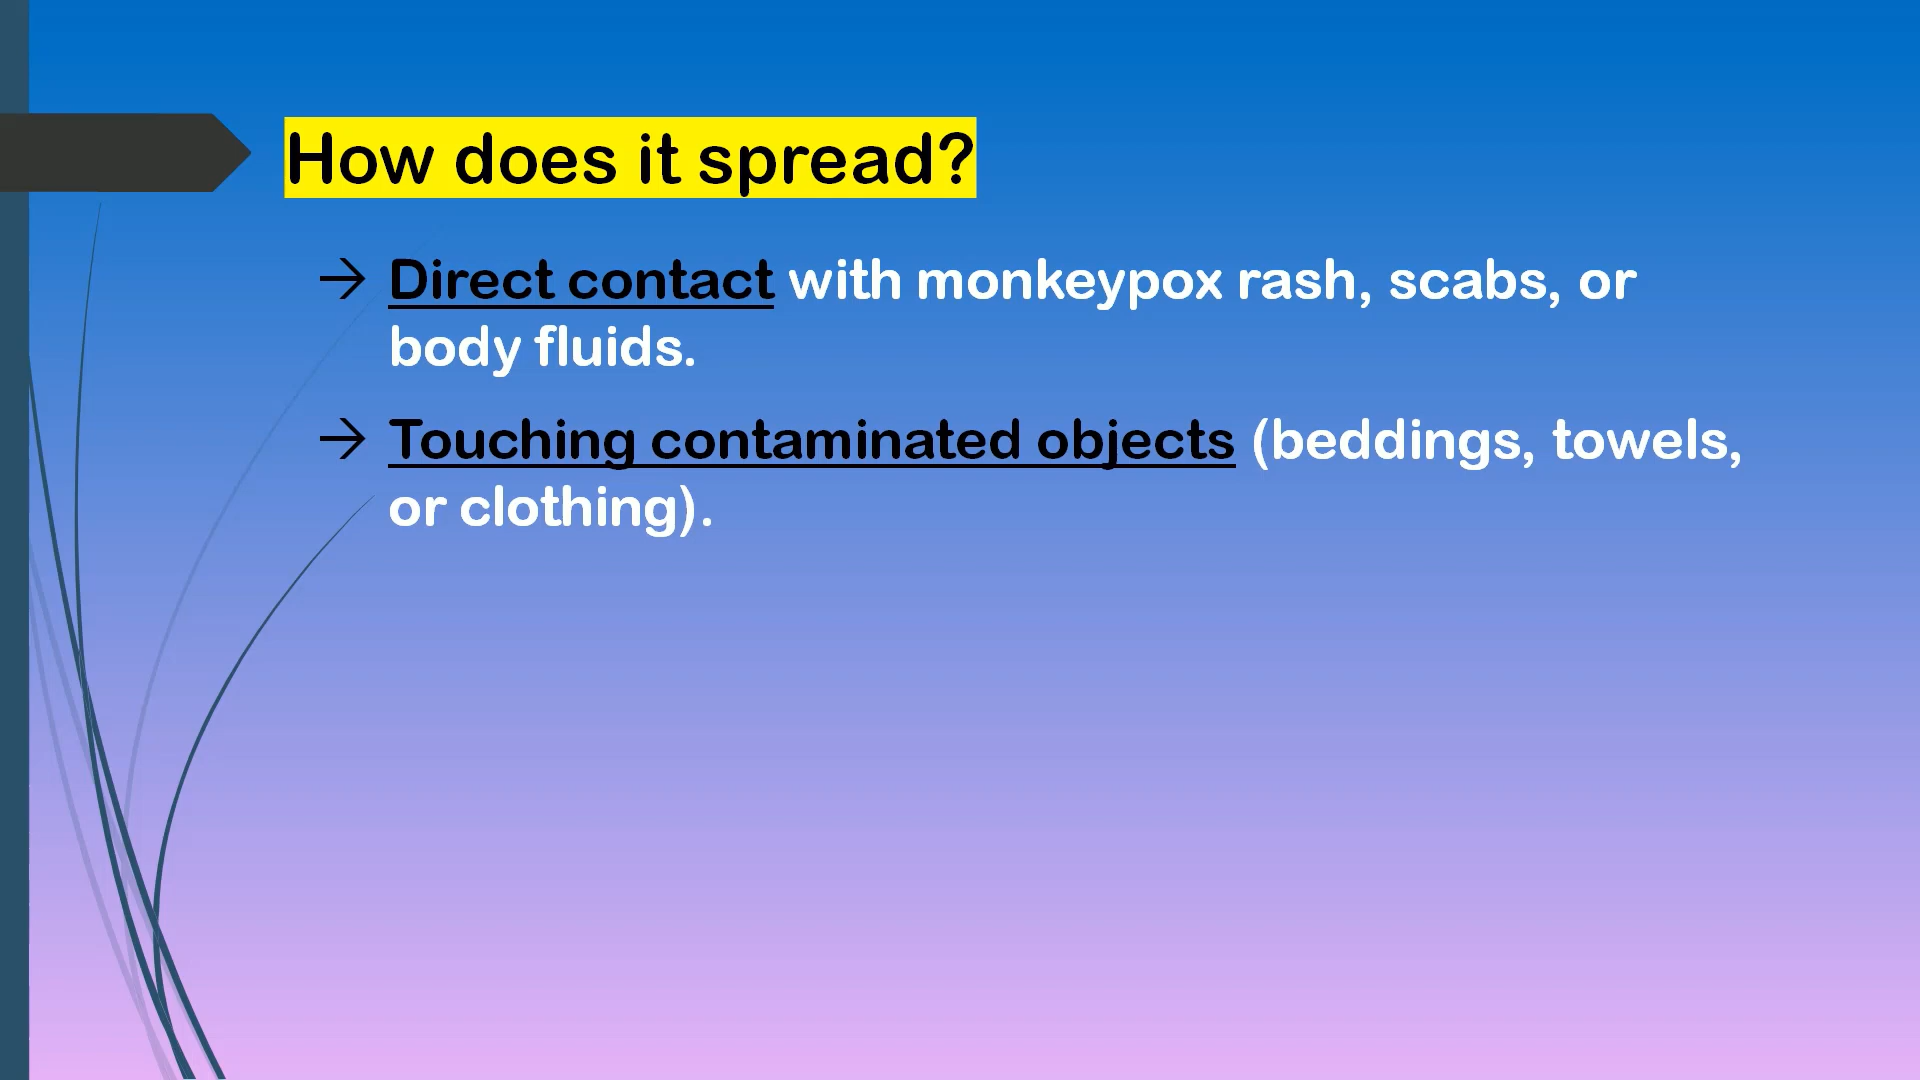 How does it spread?
→ Direct contact with monkeypox rash, scabs, or
body fluids.
→ Touching contaminated objects (beddings, towels,
or clothing).